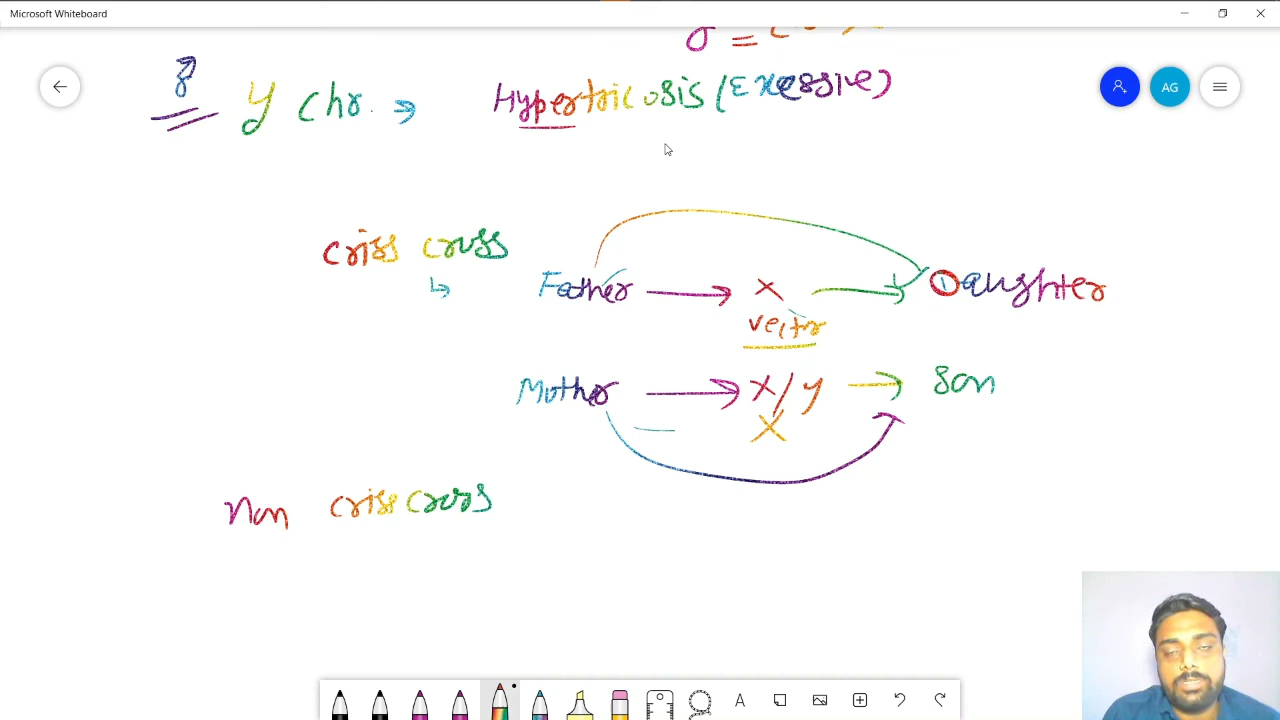 Microsoft Whiteboard
y chr. → Hypertricosis (Exessive)
AG
criss cross
Father → X → Daughter
vector
Mother → X/y → Son
X
Non criss cross
A